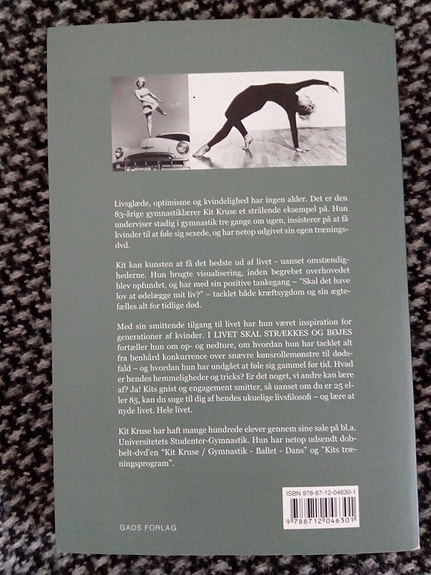 Livsglæde, optimisme og kvindelighed har ingen alder. Det er den
83-årige gymnastiklærer Kit Kruse et strålende eksempel på. Hun
underviser stadig i gymnastik tre gange om ugen, insisterer på at få
kvinder til at føle sig sexede, og har netop udgivet sin egen trænings-
dvd.
Kit kan kunsten at få det bedste ud af livet - uanset omstændig-
hederne. Hun brugte visualisering, inden begrebet overhovedet
blev opfundet, og har med sin positive tankegang – "Skal det have
lov at ødelægge mit liv?" – tacklet både kræftsygdom og sin ægte-
fælles alt for tidlige død.
Med sin smittende tilgang til livet har hun været inspiration for
generationer af kvinder. I LIVET SKAL STRÆKKES OG BØJES
fortæller hun om op- og nedture, om hvordan hun har tacklet alt
fra benhård konkurrence over snævre kønsrollemønstre til døds-
fald – og hvordan hun har undgået at føle sig gammel før tid. Hvad
er hendes hemmeligheder og tricks? Er det noget, vi andre kan lære
af? Ja! Kits gnist og engagement smitter, så uanset om du er 25 el-
ler 85, kan du suge til dig af hendes ukuelige livsfilosofi – og lære at
nyde livet. Hele livet.
Kit Kruse har haft mange hundrede elever gennem sine sale på bl.a.
Universitetets Studenter-Gymnastik. Hun har netop udsendt dob-
belt-dvd'en "Kit Kruse / Gymnastik - Ballet - Dans" og "Kits træ-
ningsprogram".
ISBN 978-87-12-04630-1
9 788712 046301
GADS FORLAG